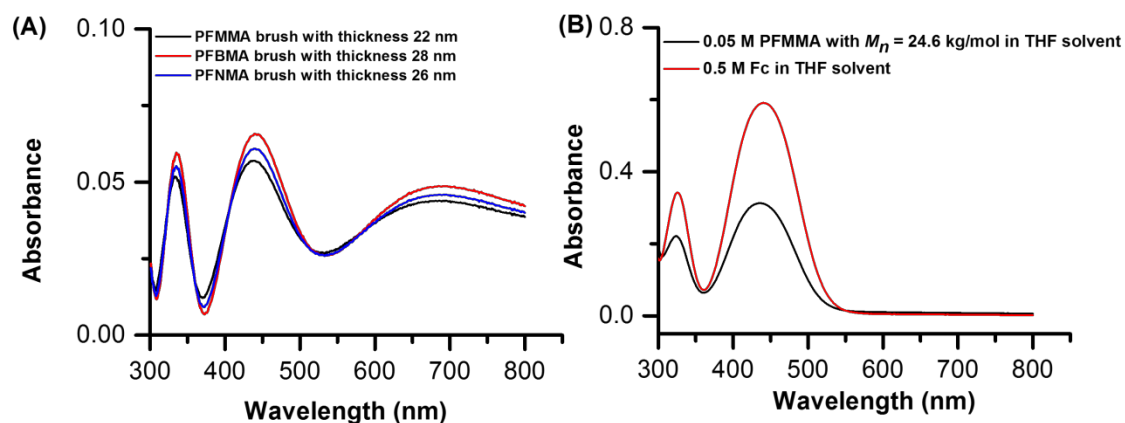 (A)
PFMMA brush with thickness 22 nm
PFBMA brush with thickness 28 nm
PFNMA brush with thickness 26 nm
0.10
0.05
0.00
Absorbance
300 400 500 600 700 800
Wavelength (nm)
(B)
0.05 M PFMMA with Mn = 24.6 kg/mol in THF solvent
0.5 M Fc in THF solvent
0.8
0.4
0.0
Absorbance
300 400 500 600 700 800
Wavelength (nm)